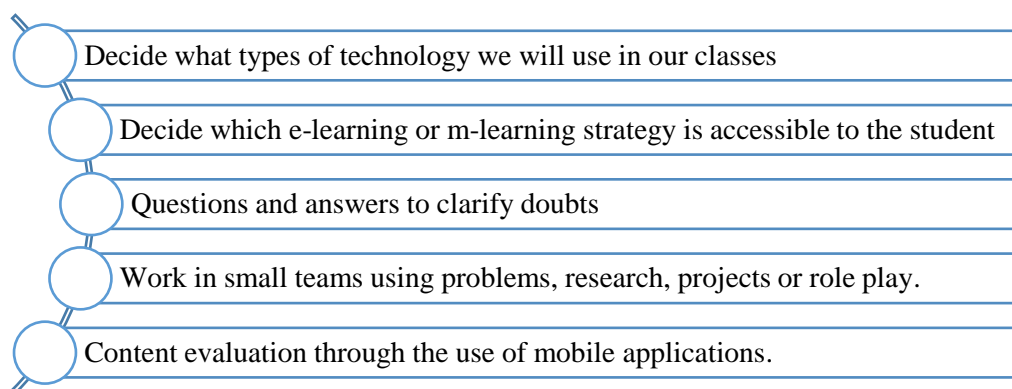 Decide what types of technology we will use in our classes
Decide which e-learning or m-learning strategy is accessible to the student
Questions and answers to clarify doubts
Work in small teams using problems, research, projects or role play.
Content evaluation through the use of mobile applications.